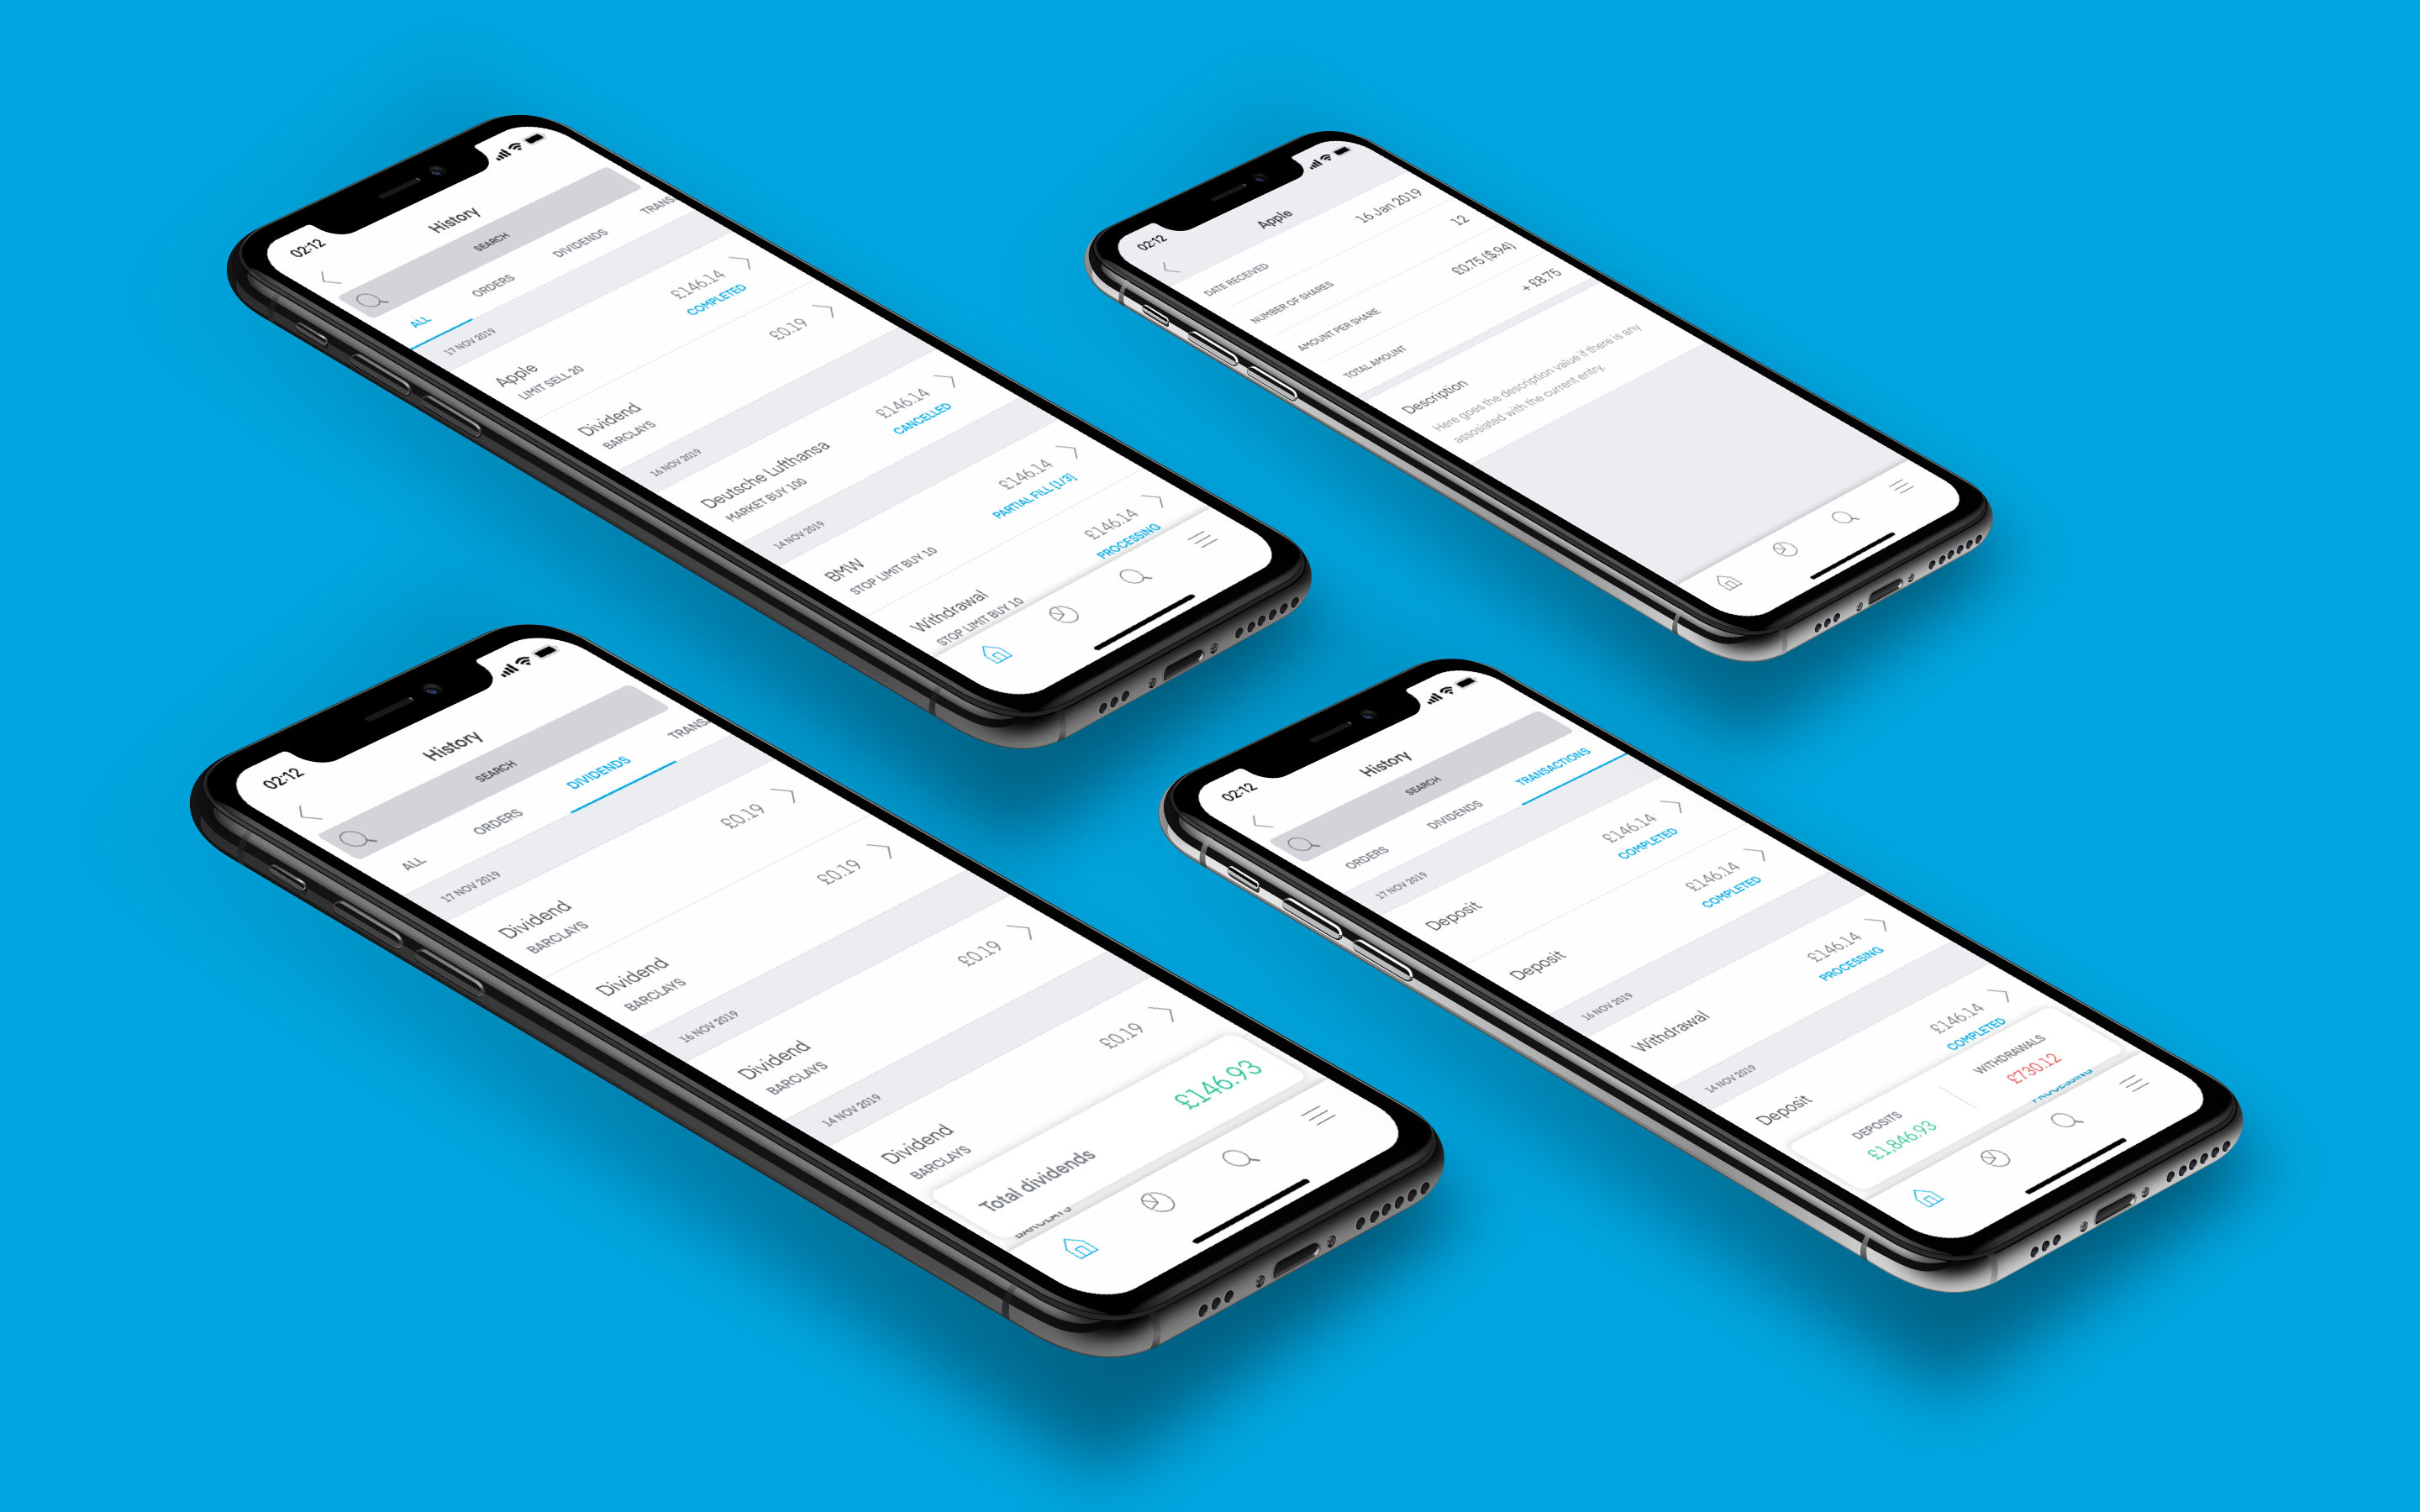 02:12
History
SEARCH
ALL
ORDERS
DIVIDENDS
TRANS
17 NOV 2019
Apple
£146.14
LIMIT SELL 20
COMPLETED
Dividend
£0.19
BARCLAYS
16 NOV 2019
Deutsche Lufthansa
£146.14
MARKET BUY 100
CANCELLED
14 NOV 2019
BMW
£146.14
STOP LIMIT BUY 10
PARTIAL FILL [1/3]
Withdrawal
£146.14
STOP LIMIT BUY 10
PROCESSING
02:12
Apple
DATE RECEIVED
16 Jan 2019
NUMBER OF SHARES
12
AMOUNT PER SHARE
£0.75 ($.94)
TOTAL AMOUNT
+ £8.75
Description
Here goes the description value if there is any
assosiated with the current entry.
02:12
History
SEARCH
ALL
ORDERS
DIVIDENDS
TRANS
17 NOV 2019
Dividend
£0.19
BARCLAYS
Dividend
£0.19
BARCLAYS
16 NOV 2019
Dividend
£0.19
BARCLAYS
14 NOV 2019
Dividend
£0.19
BARCLAYS
Total dividends
£146.93
BARCLAYS
02:12
History
SEARCH
ORDERS
DIVIDENDS
TRANSACTIONS
17 NOV 2019
Deposit
£146.14
COMPLETED
Deposit
£146.14
COMPLETED
16 NOV 2019
Withdrawal
£146.14
PROCESSING
14 NOV 2019
Deposit
£146.14
COMPLETED
DEPOSITS
£1,846.93
WITHDRAWALS
£730.12
PROCESSING